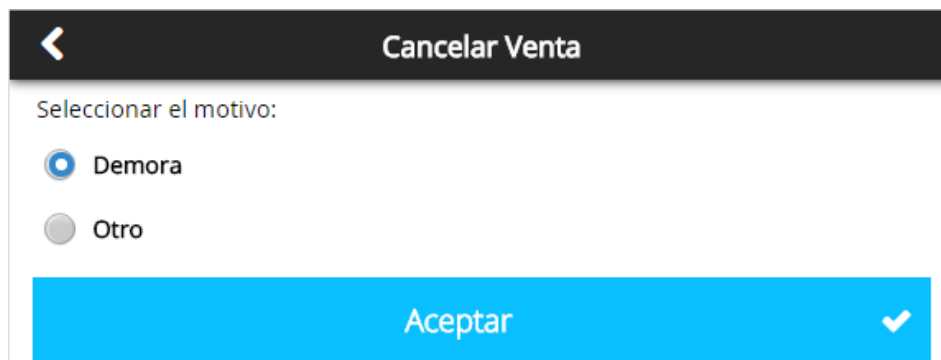 Cancelar Venta
Seleccionar el motivo:
Demora
Otro
Aceptar